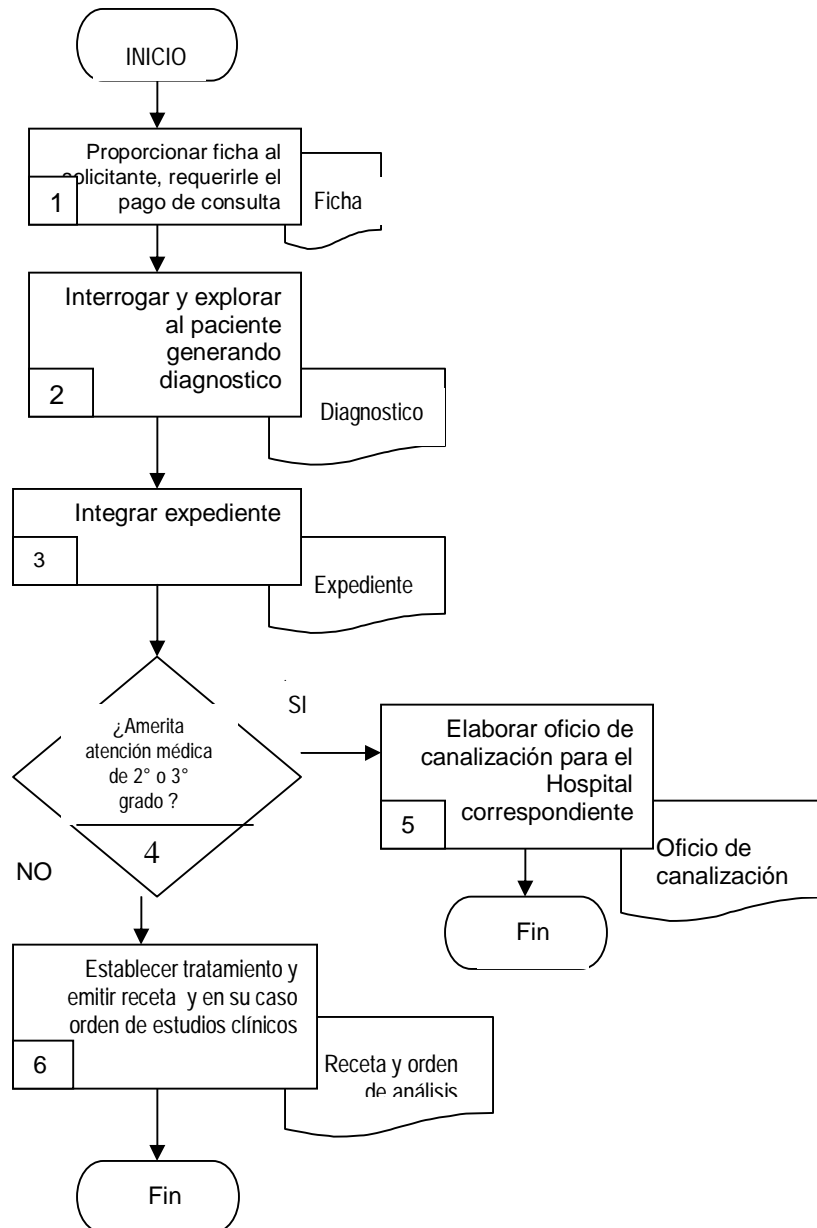 INICIO
Proporcionar ficha al
solicitante, requerirle el
pago de consulta
1
Ficha
Interrogar y explorar
al paciente
generando
diagnostico
2
Diagnostico
Integrar expediente
3
Expediente
¿Amerita
atención médica
de 2° o 3°
grado ?
4
SI
NO
Elaborar oficio de
canalización para el
Hospital
correspondiente
5
Oficio de
canalización
Fin
Establecer tratamiento y
emitir receta y en su caso
orden de estudios clínicos
6
Receta y orden
de análisis
Fin